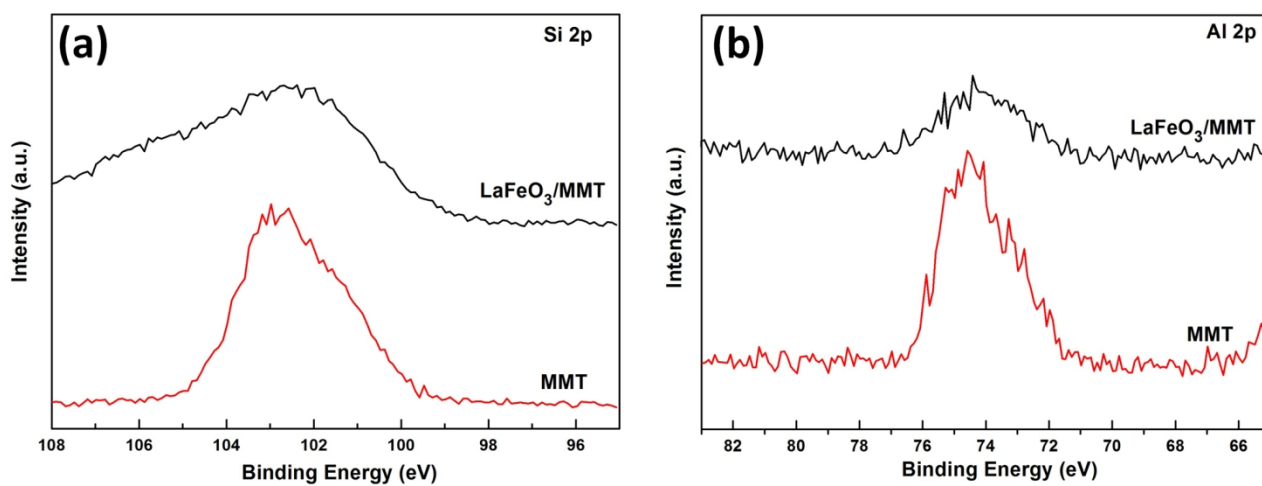 (a)
Si 2p
LaFeO3/MMT
MMT
Intensity (a.u.)
108 106 104 102 100 98 96
Binding Energy (eV)
(b)
Al 2p
LaFeO3/MMT
MMT
Intensity (a.u.)
82 80 78 76 74 72 70 68 66
Binding Energy (eV)